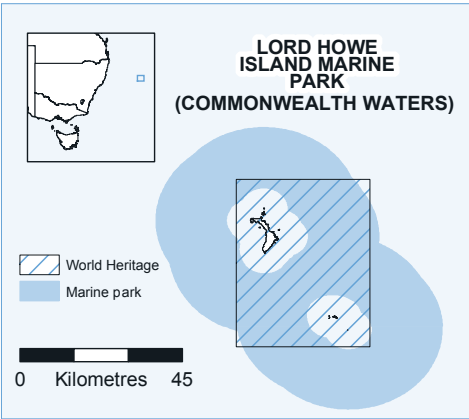 LORD HOWE
ISLAND MARINE
PARK
(COMMONWEALTH WATERS)
World Heritage
Marine park
0 Kilometres 45